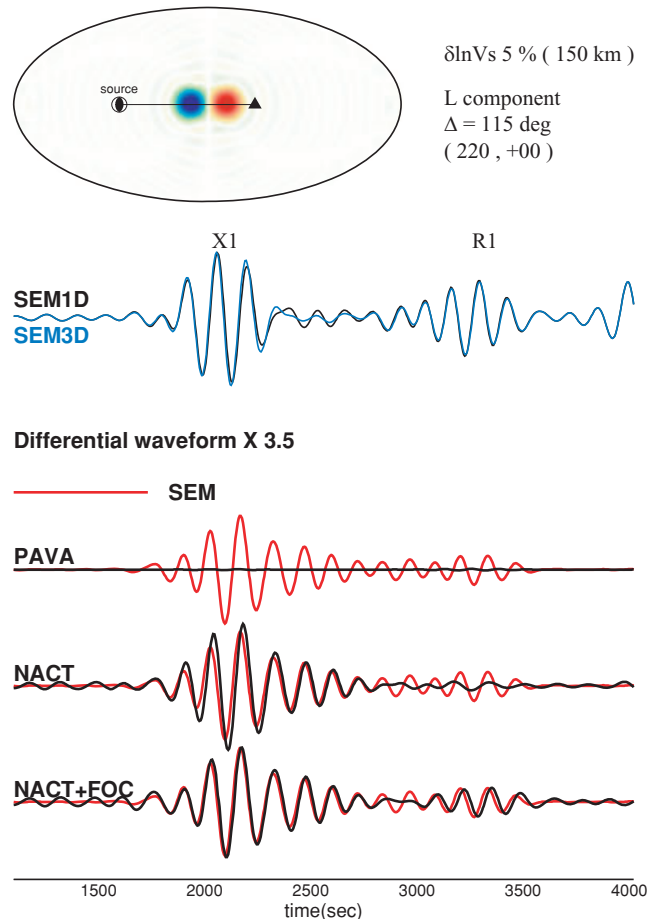 source
δlnVs 5 % ( 150 km )
L component
Δ = 115 deg
( 220 , +00 )
X1
R1
SEM1D
SEM3D
Differential waveform X 3.5
SEM
PAVA
NACT
NACT+FOC
1500 2000 2500 3000 3500 4000
time(sec)